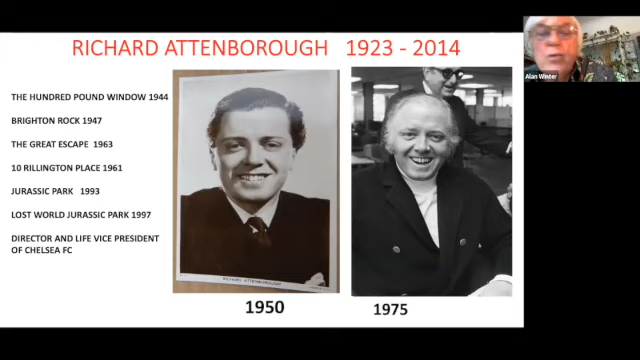 RICHARD ATTENBOROUGH 1923 - 2014
THE HUNDRED POUND WINDOW 1944
BRIGHTON ROCK 1947
THE GREAT ESCAPE 1963
10 RILLINGTON PLACE 1961
JURASSIC PARK 1993
LOST WORLD JURASSIC PARK 1997
DIRECTOR AND LIFE VICE PRESIDENT
OF CHELSEA FC
RICHARD ATTENBOROUGH
1950
1975
Alan Winter